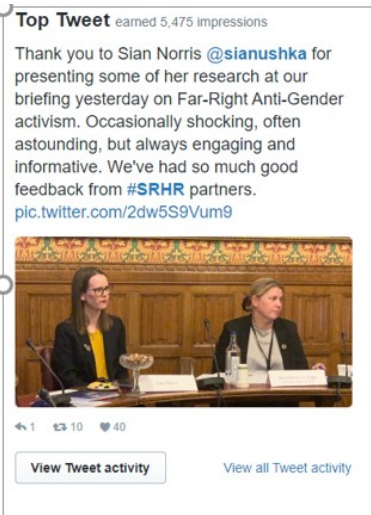 Top Tweet earned 5,475 impressions
Thank you to Sian Norris @sianushka for
presenting some of her research at our
briefing yesterday on Far-Right Anti-Gender
activism. Occasionally shocking, often
astounding, but always engaging and
informative. We've had so much good
feedback from #SRHR partners.
pic.twitter.com/2dw5S9Vum9
1 10 40
View Tweet activity
View all Tweet activity